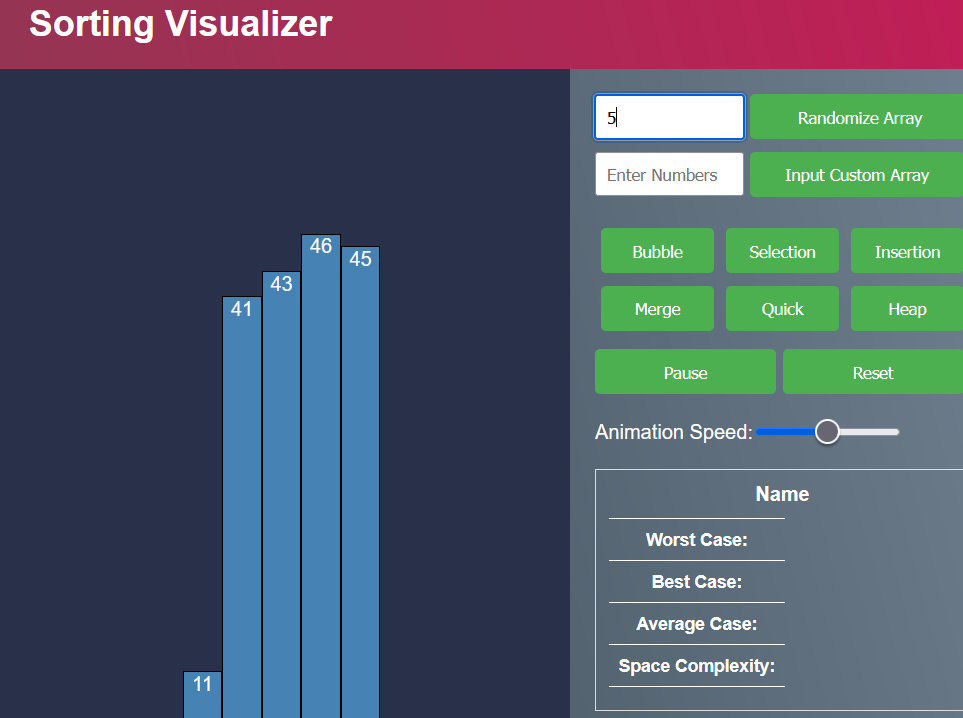 Sorting Visualizer
5
Randomize Array
Enter Numbers
Input Custom Array
Bubble
Selection
Insertion
Merge
Quick
Heap
Pause
Reset
Animation Speed:
Name
Worst Case:
Best Case:
Average Case:
Space Complexity:
11
41
43
46
45